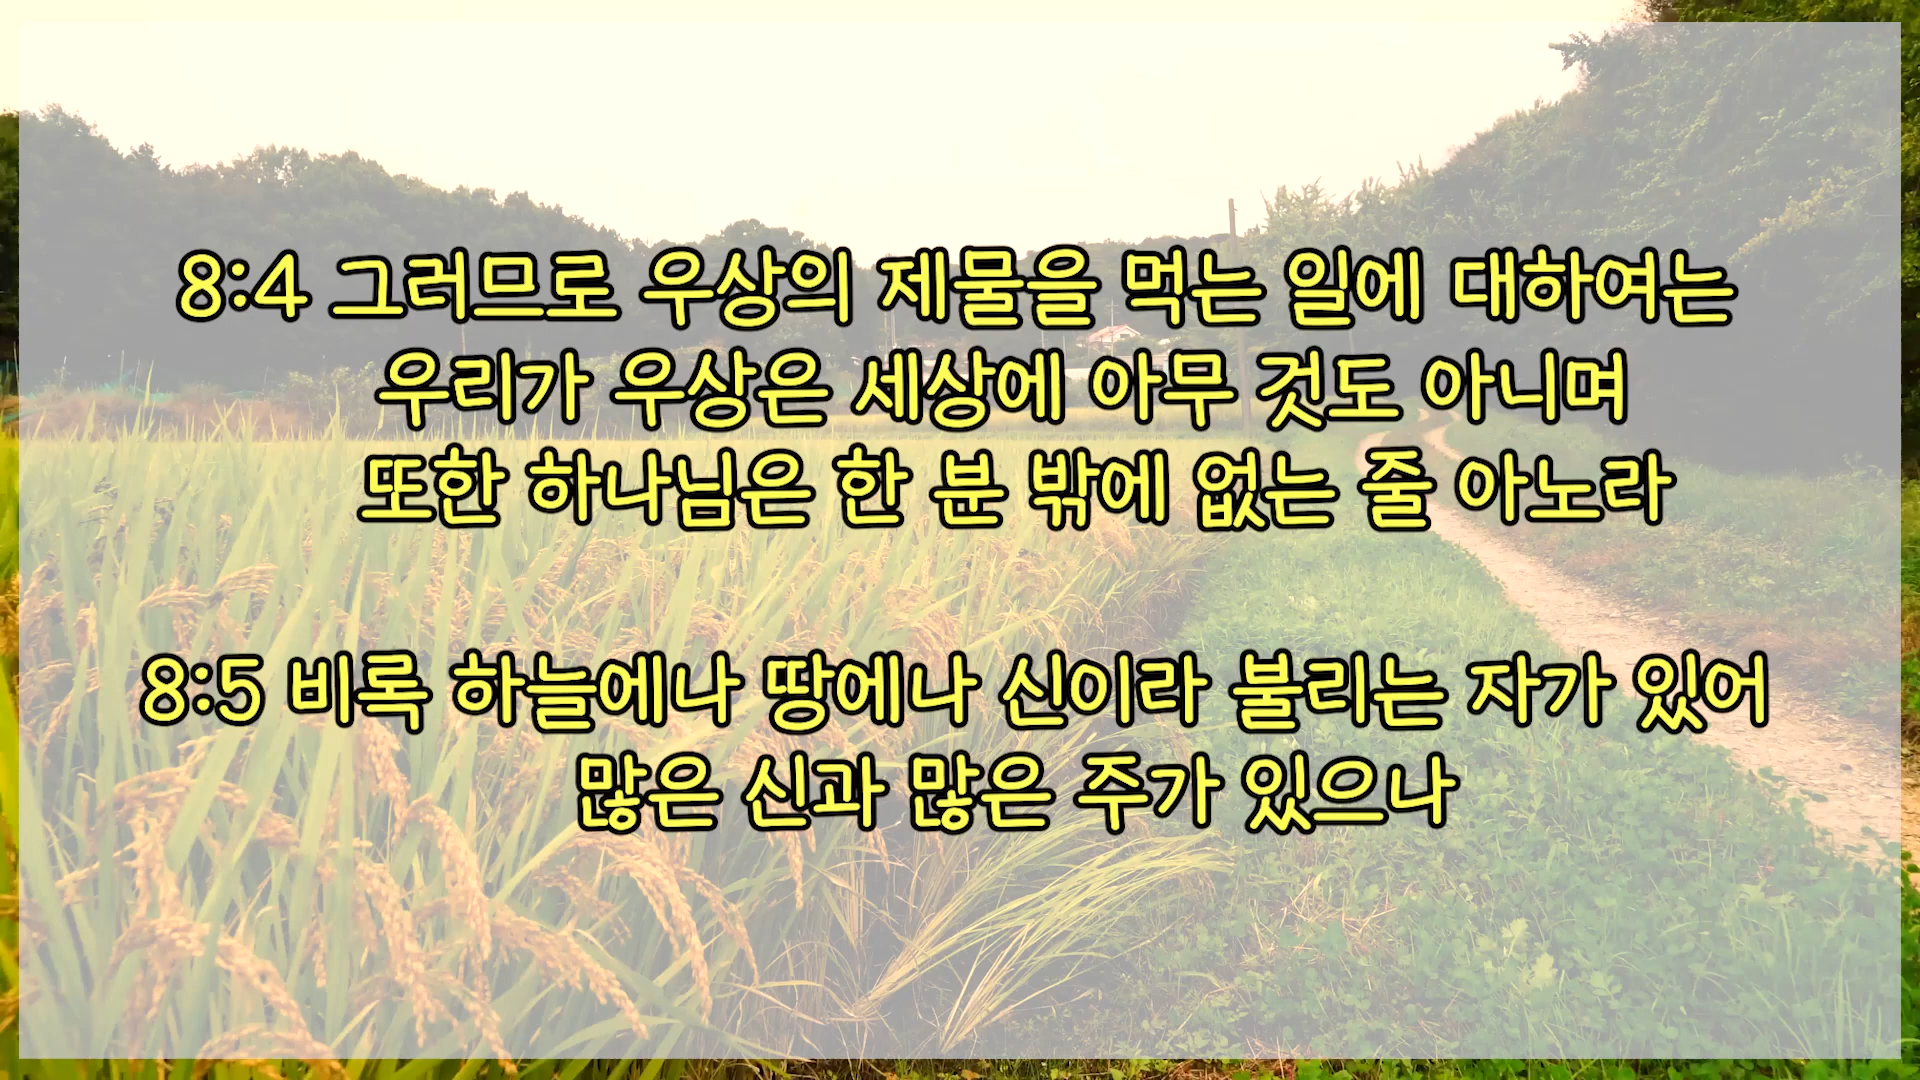 8:4 그러므로 우상의 제물을 먹는 일에 대하여는
우리가 우상은 세상에 아무 것도 아니며
또한 하나님은 한 분 밖에 없는 줄 아노라
8:5 비록 하늘에나 땅에나 신이라 불리는 자가 있어
많은 신과 많은 주가 있으나